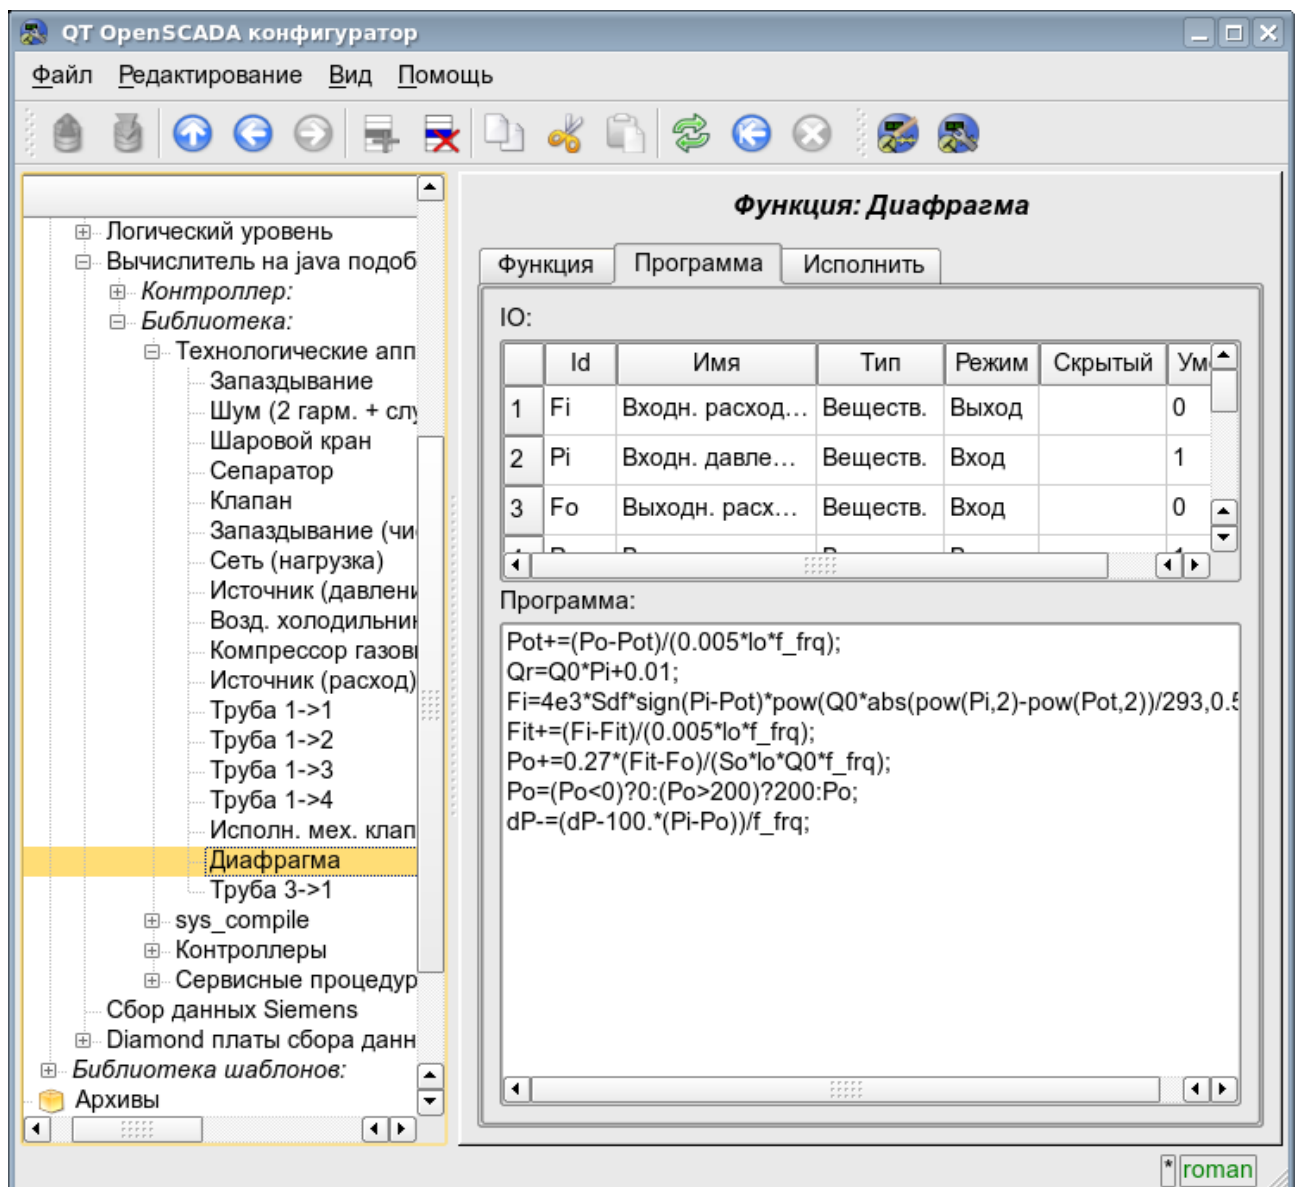 QT OpenSCADA конфигуратор
Файл Редактирование Вид Помощь
Логический уровень
Вычислитель на java подоб
Контроллер:
Библиотека:
Технологические апп
Запаздывание
Шум (2 гарм. + слу
Шаровой кран
Сепаратор
Клапан
Запаздывание (чи
Сеть (нагрузка)
Источник (давлени
Возд. холодильни
Компрессор газов
Источник (расход)
Труба 1->1
Труба 1->2
Труба 1->3
Труба 1->4
Исполн. мех. клап
Диафрагма
Труба 3->1
sys_compile
Контроллеры
Сервисные процедур
Сбор данных Siemens
Diamond платы сбора данн
Библиотека шаблонов:
Архивы
Функция: Диафрагма
Функция Программа Исполнить
IO:
Id Имя Тип Режим Скрытый Ум
1 Fi Входн. расход... Веществ. Выход 0
2 Pi Входн. давле... Веществ. Вход 1
3 Fo Выходн. расх... Веществ. Вход 0
Программа:
Pot+=(Po-Pot)/(0.005*lo*f_frq);
Qr=Q0*Pi+0.01;
Fi=4e3*Sdf*sign(Pi-Pot)*pow(Q0*abs(pow(Pi,2)-pow(Pot,2))/293,0.5
Fit+=(Fi-Fit)/(0.005*lo*f_frq);
Po+=0.27*(Fit-Fo)/(So*lo*Q0*f_frq);
Po=(Po<0)?0:(Po>200)?200:Po;
dP-=(dP-100.*(Pi-Po))/f_frq;
* roman